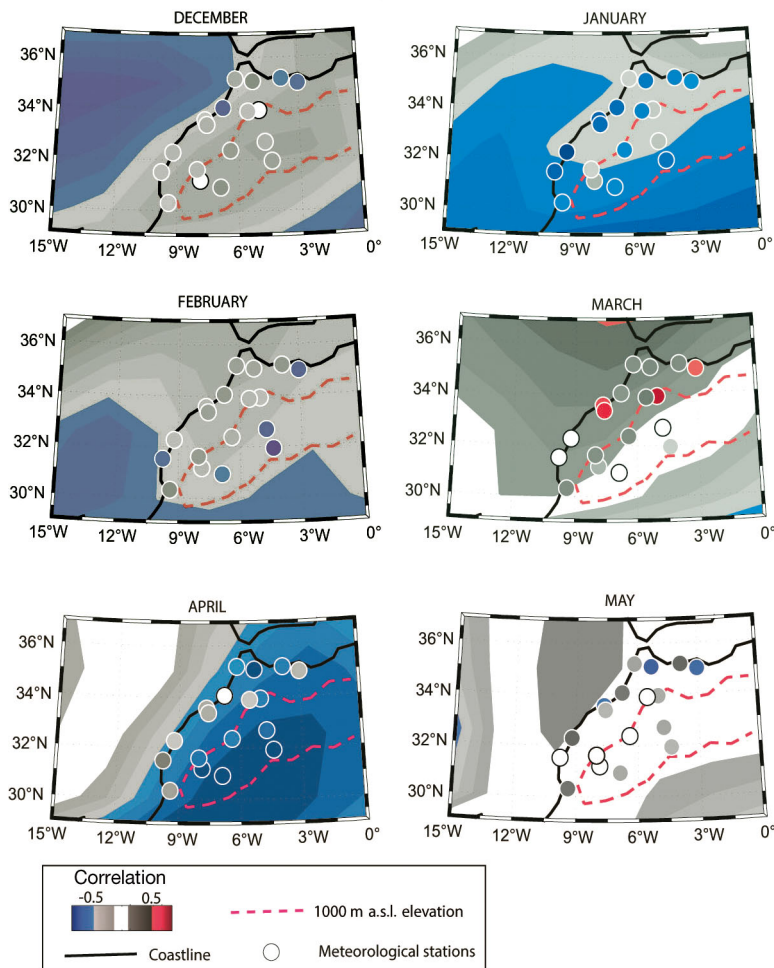 DECEMBER
JANUARY
36°N
34°N
32°N
30°N
15°W 12°W 9°W 6°W 3°W 0°
36°N
34°N
32°N
30°N
15°W 12°W 9°W 6°W 3°W 0°
FEBRUARY
MARCH
36°N
34°N
32°N
30°N
15°W 12°W 9°W 6°W 3°W 0°
36°N
34°N
32°N
30°N
15°W 12°W 9°W 6°W 3°W 0°
APRIL
MAY
36°N
34°N
32°N
30°N
15°W 12°W 9°W 6°W 3°W 0°
36°N
34°N
32°N
30°N
15°W 12°W 9°W 6°W 3°W 0°
Correlation
-0.5 0.5
1000 m a.s.l. elevation
Coastline
Meteorological stations